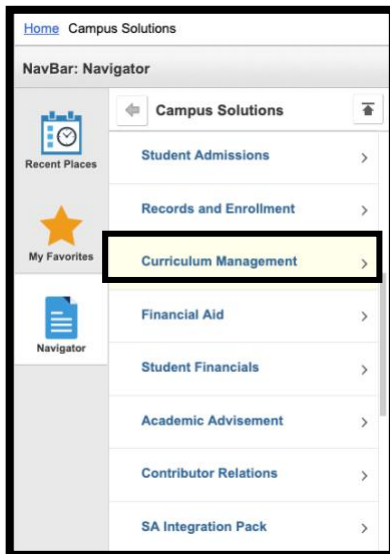 Home Campus Solutions
NavBar: Navigator
Campus Solutions
Recent Places
My Favorites
Navigator
Student Admissions
Records and Enrollment
Curriculum Management
Financial Aid
Student Financials
Academic Advisement
Contributor Relations
SA Integration Pack